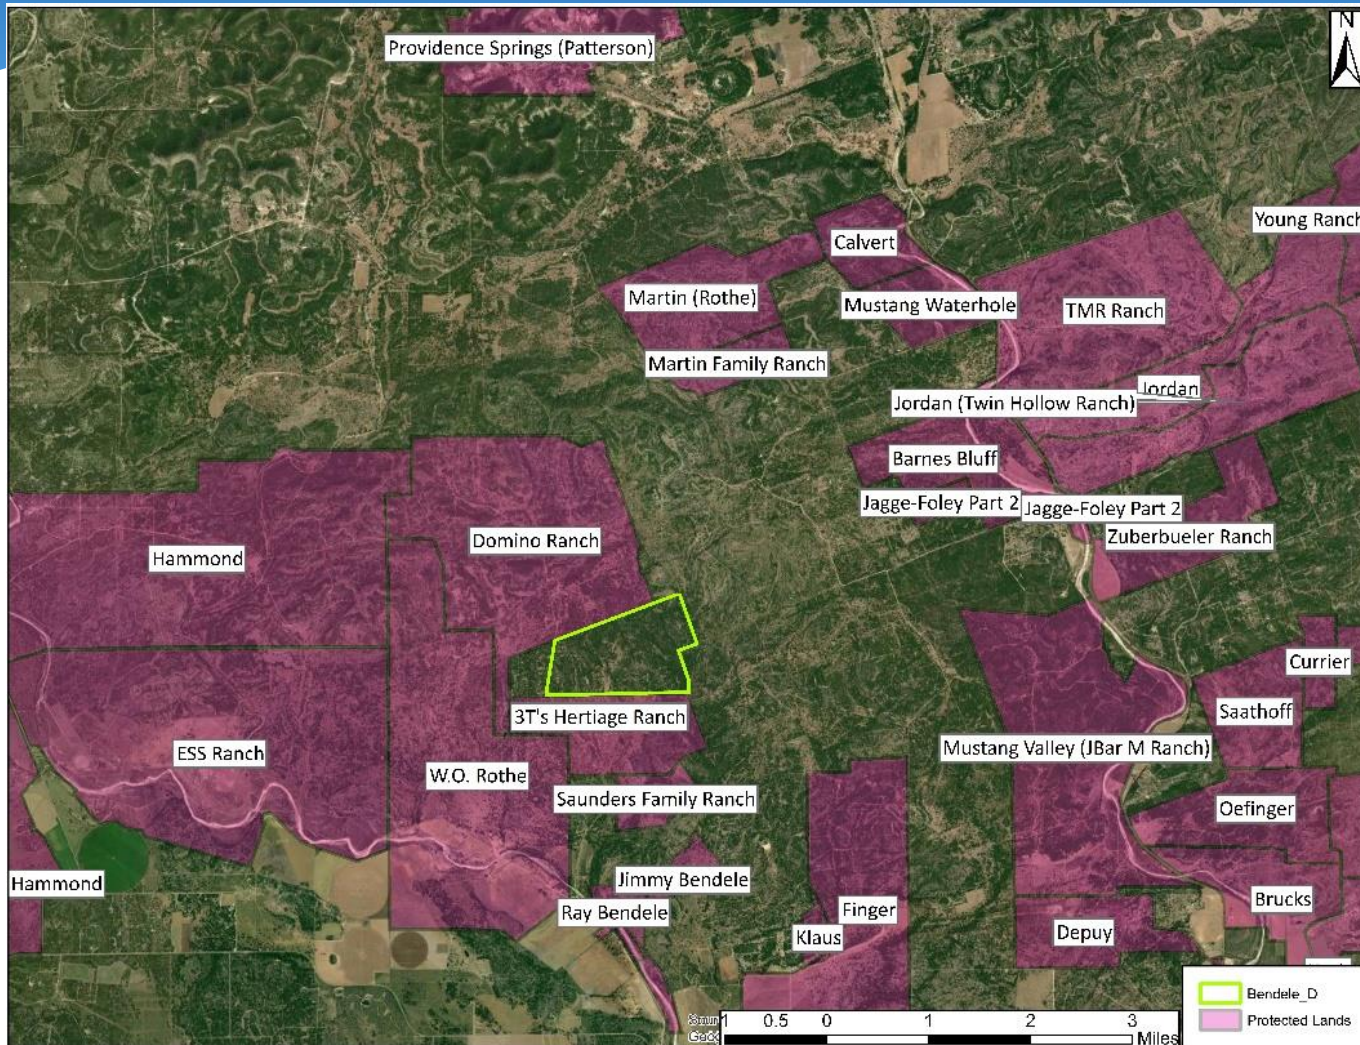 Providence Springs (Patterson)
N
Young Ranch
Calvert
Martin (Rothe)
Mustang Waterhole
TMR Ranch
Martin Family Ranch
Jordan
Jordan (Twin Hollow Ranch)
Barnes Bluff
Jagge-Foley Part 2
Jagge-Foley Part 2
Zuberbueler Ranch
Domino Ranch
Hammond
Currier
Saathoff
3T's Hertiage Ranch
Mustang Valley (JBar M Ranch)
ESS Ranch
W.O. Rothe
Saunders Family Ranch
Oefinger
Jimmy Bendele
Hammond
Brucks
Finger
Ray Bendele
Klaus
Depuy
Bendele_D
Protected Lands
1 0.5 0 1 2 3
Miles